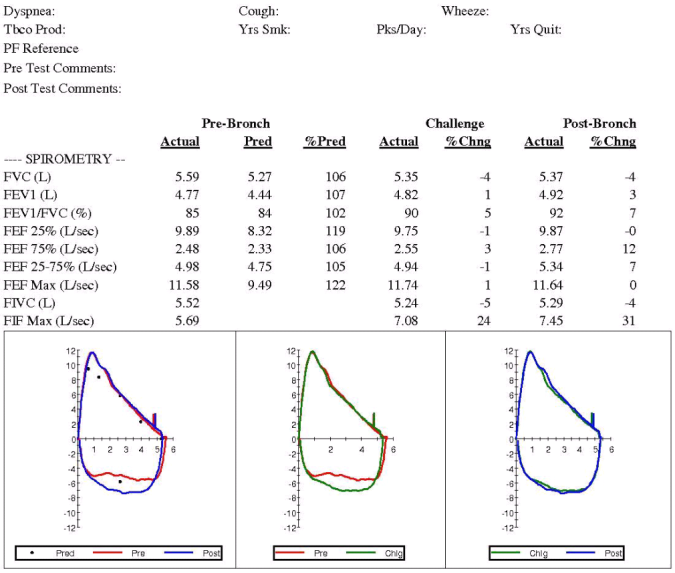 Dyspnea: Cough: Wheeze:
Tbco Prod: Yrs Smk: Pks/Day: Yrs Quit:
PF Reference
Pre Test Comments:
Post Test Comments:
Pre-Bronch Challenge Post-Bronch
Actual Pred %Pred Actual %Chng Actual %Chng
---- SPIROMETRY --
FVC (L) 5.59 5.27 106 5.35 -4 5.37 -4
FEV1 (L) 4.77 4.44 107 4.82 1 4.92 3
FEV1/FVC (%) 85 84 102 90 5 92 7
FEF 25% (L/sec) 9.89 8.32 119 9.75 -1 9.87 -0
FEF 75% (L/sec) 2.48 2.33 106 2.55 3 2.77 12
FEF 25-75% (L/sec) 4.98 4.75 105 4.94 -1 5.34 7
FEF Max (L/sec) 11.58 9.49 122 11.74 1 11.64 0
FIVC (L) 5.52 5.24 -5 5.29 -4
FIF Max (L/sec) 5.69 7.08 24 7.45 31
12 12 12
10 10 10
8 8 8
6 6 6
4 4 4
2 2 2
0 1 2 3 4 5 6 0 1 2 3 4 5 6 0 1 2 3 4 5 6
-2 -2 -2
-4 -4 -4
-6 -6 -6
-8 -8 -8
-10 -10 -10
-12 -12 -12
Pred Pre Post Pre Chlg Chlg Post